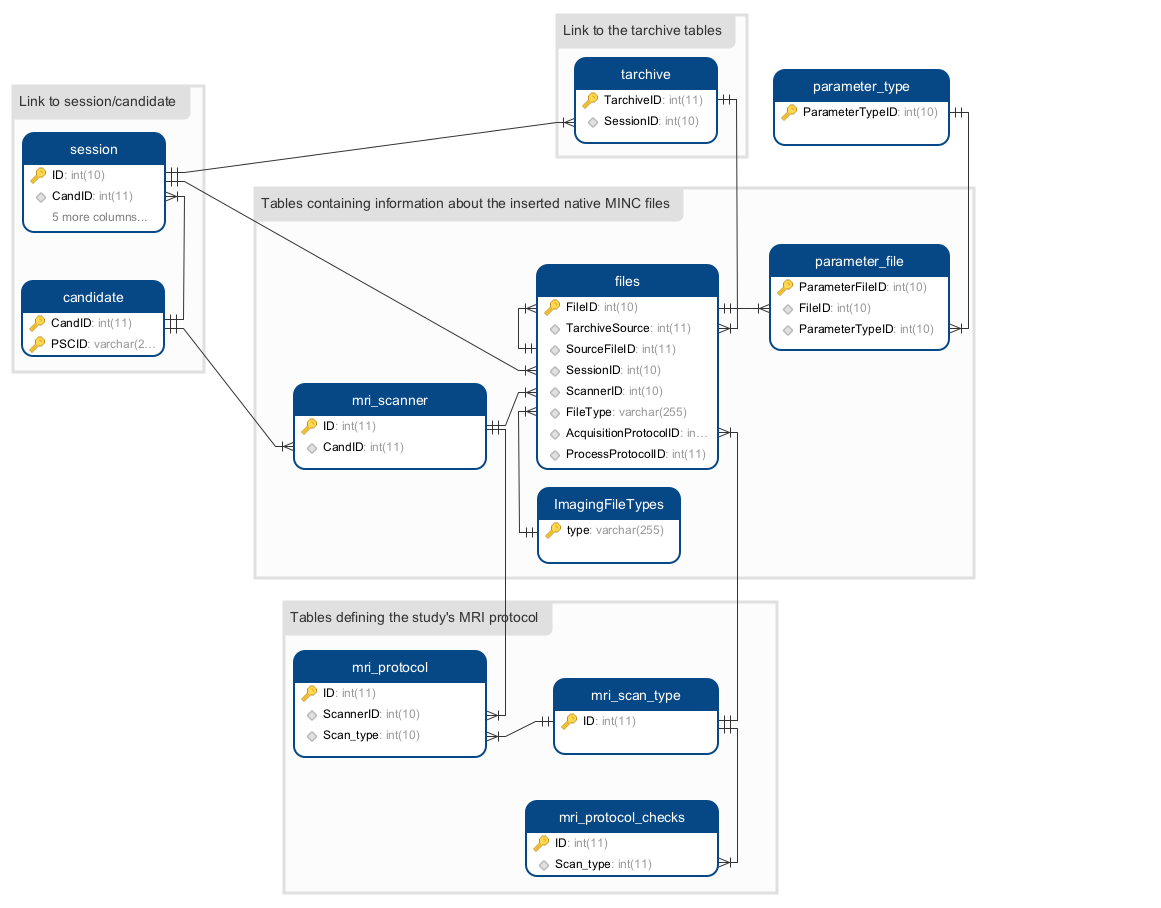 Link to the tarchive tables
tarchive
TarchiveID: int(11)
SessionID: int(10)
parameter_type
ParameterTypeID: int(10)
Link to session/candidate
session
ID: int(10)
CandID: int(11)
5 more columns...
candidate
CandID: int(11)
PSCID: varchar(2...
Tables containing information about the inserted native MINC files
files
FileID: int(10)
TarchiveSource: int(11)
SourceFileID: int(11)
SessionID: int(10)
ScannerID: int(10)
FileType: varchar(255)
AcquisitionProtocolID: in...
ProcessProtocolID: int(11)
parameter_file
ParameterFileID: int(10)
FileID: int(10)
ParameterTypeID: int(10)
mri_scanner
ID: int(11)
CandID: int(11)
ImagingFileTypes
type: varchar(255)
Tables defining the study's MRI protocol
mri_protocol
ID: int(11)
ScannerID: int(10)
Scan_type: int(10)
mri_scan_type
ID: int(11)
mri_protocol_checks
ID: int(11)
Scan_type: int(11)